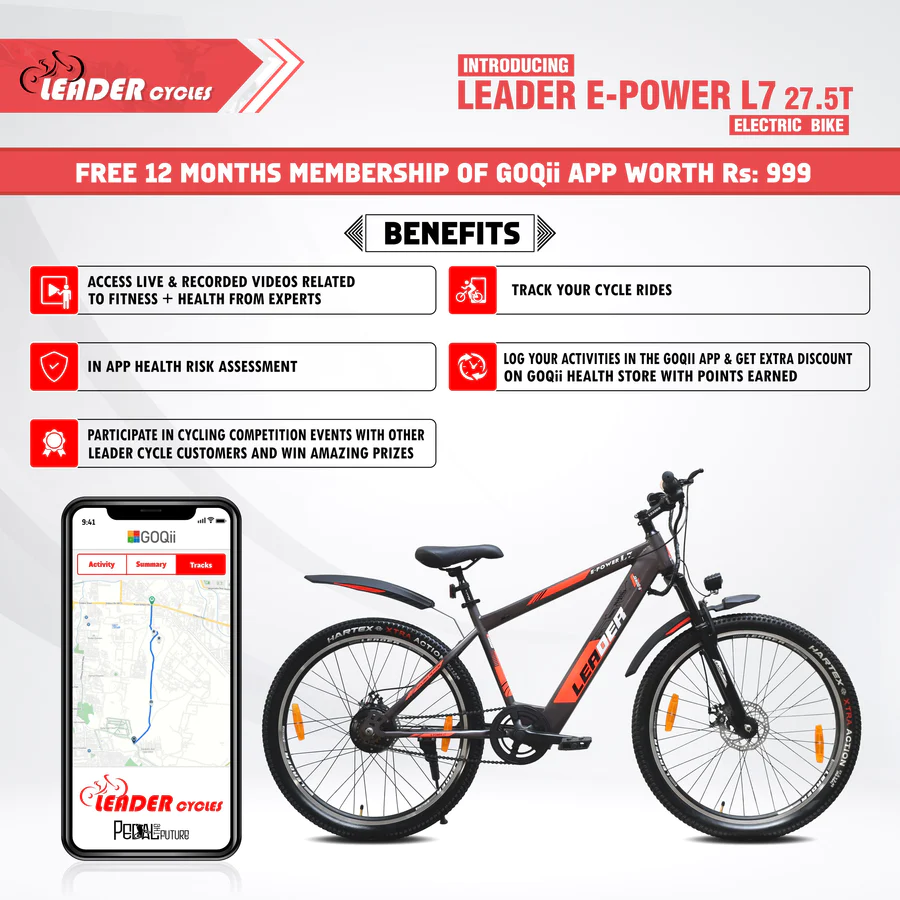 LEADER CYCLES
INTRODUCING
LEADER E-POWER L7 27.5T
ELECTRIC BIKE
FREE 12 MONTHS MEMBERSHIP OF GOQii APP WORTH Rs: 999
BENEFITS
ACCESS LIVE & RECORDED VIDEOS RELATED
TO FITNESS + HEALTH FROM EXPERTS
TRACK YOUR CYCLE RIDES
IN APP HEALTH RISK ASSESSMENT
LOG YOUR ACTIVITIES IN THE GOQII APP & GET EXTRA DISCOUNT
ON GOQii HEALTH STORE WITH POINTS EARNED
PARTICIPATE IN CYCLING COMPETITION EVENTS WITH OTHER
LEADER CYCLE CUSTOMERS AND WIN AMAZING PRIZES
9:41
GOQii
Activity Summary Tracks
LEADER CYCLES
PEDAL THE FUTURE
E-POWER L7
LEADER
HARTEX XTRA ACTION
LEADER
HARTEX XTRA ACTION